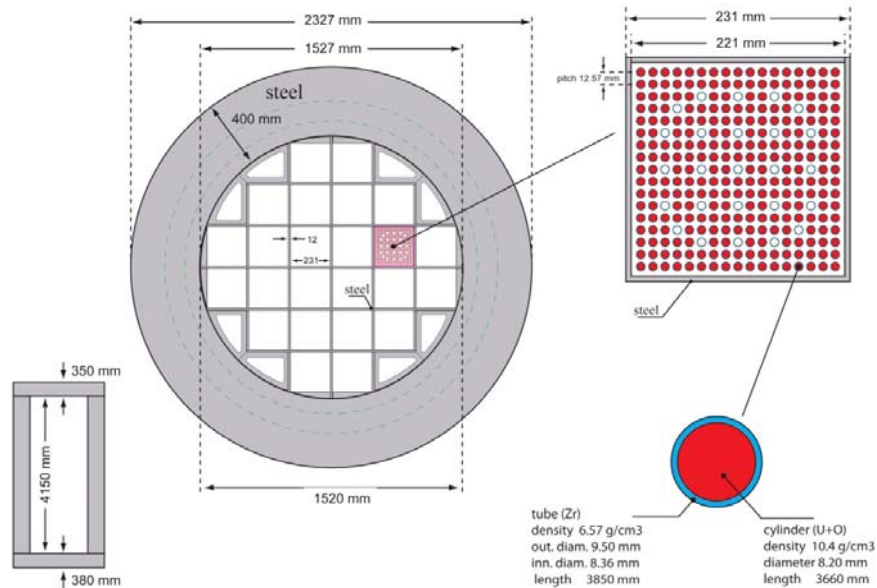 2327 mm
1527 mm
steel
400 mm
12
231
steel
1520 mm
350 mm
4150 mm
380 mm
231 mm
221 mm
pitch 12.57 mm
steel
tube (Zr)
density 6.57 g/cm3
out. diam. 9.50 mm
inn. diam. 8.36 mm
length 3850 mm
cylinder (U+O)
density 10.4 g/cm3
diameter 8.20 mm
length 3660 mm